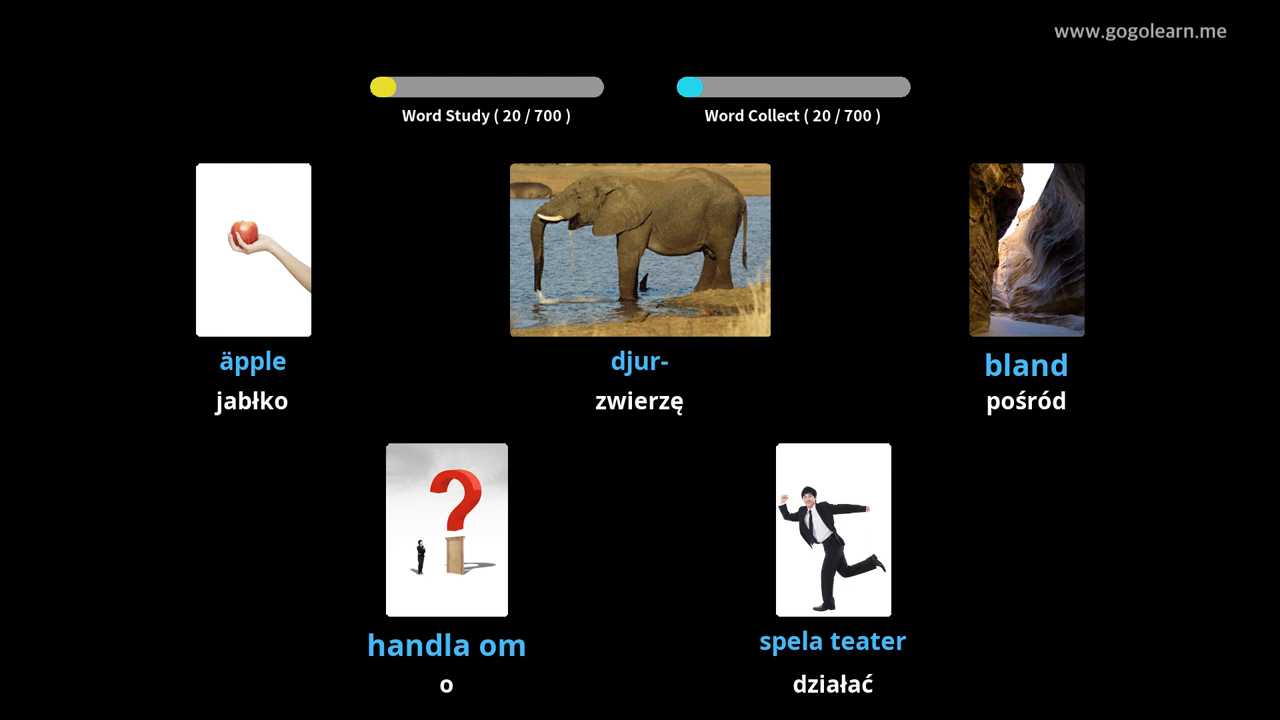 www.gogolearn.me
Word Study ( 20 / 700 )
Word Collect ( 20 / 700 )
äpple
jabłko
djur-
zwierzę
bland
pośród
handla om
o
spela teater
działać